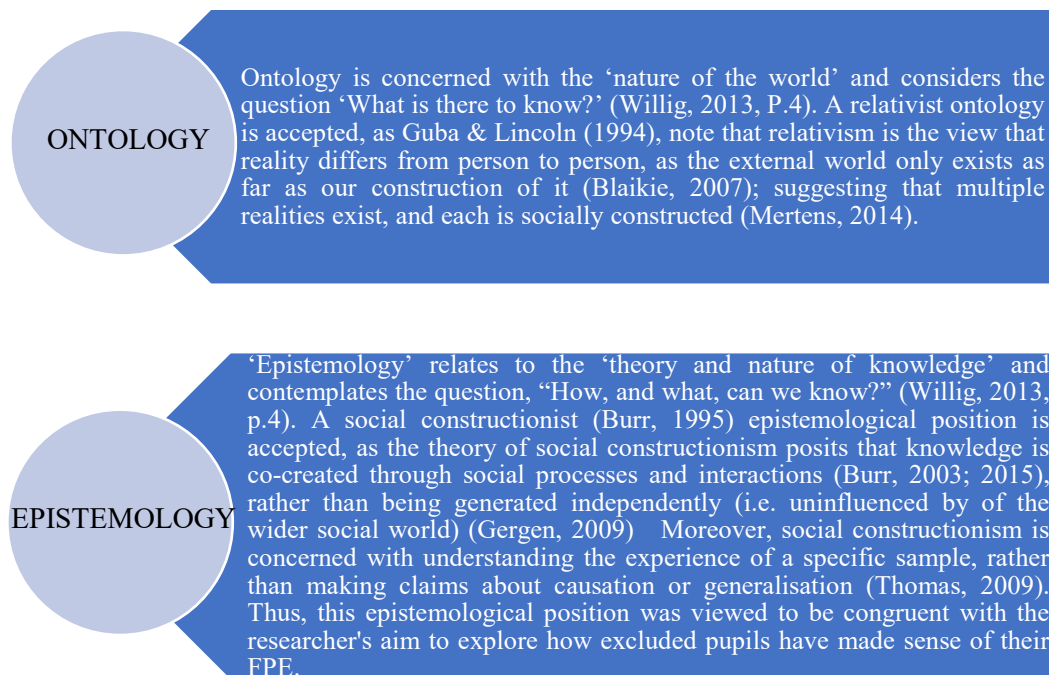 ONTOLOGY
Ontology is concerned with the ‘nature of the world’ and considers the
question ‘What is there to know?’ (Willig, 2013, P.4). A relativist ontology
is accepted, as Guba & Lincoln (1994), note that relativism is the view that
reality differs from person to person, as the external world only exists as
far as our construction of it (Blaikie, 2007); suggesting that multiple
realities exist, and each is socially constructed (Mertens, 2014).
EPISTEMOLOGY
‘Epistemology’ relates to the ‘theory and nature of knowledge’ and
contemplates the question, “How, and what, can we know?” (Willig, 2013,
p.4). A social constructionist (Burr, 1995) epistemological position is
accepted, as the theory of social constructionism posits that knowledge is
co-created through social processes and interactions (Burr, 2003; 2015),
rather than being generated independently (i.e. uninfluenced by of the
wider social world) (Gergen, 2009) Moreover, social constructionism is
concerned with understanding the experience of a specific sample, rather
than making claims about causation or generalisation (Thomas, 2009).
Thus, this epistemological position was viewed to be congruent with the
researcher's aim to explore how excluded pupils have made sense of their
FPE.